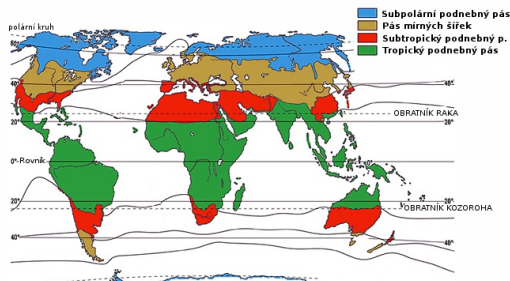 Subpolární podnebný pás
Pás mírných šířek
Subtropický podnebný p.
Tropický podnebný pás
polární kruh
60°
40°
40°
OBRATNÍK RAKA
20°
20°
0°-Rovník
0°
20°
20°
OBRATNÍK KOZOROHA
40°
40°